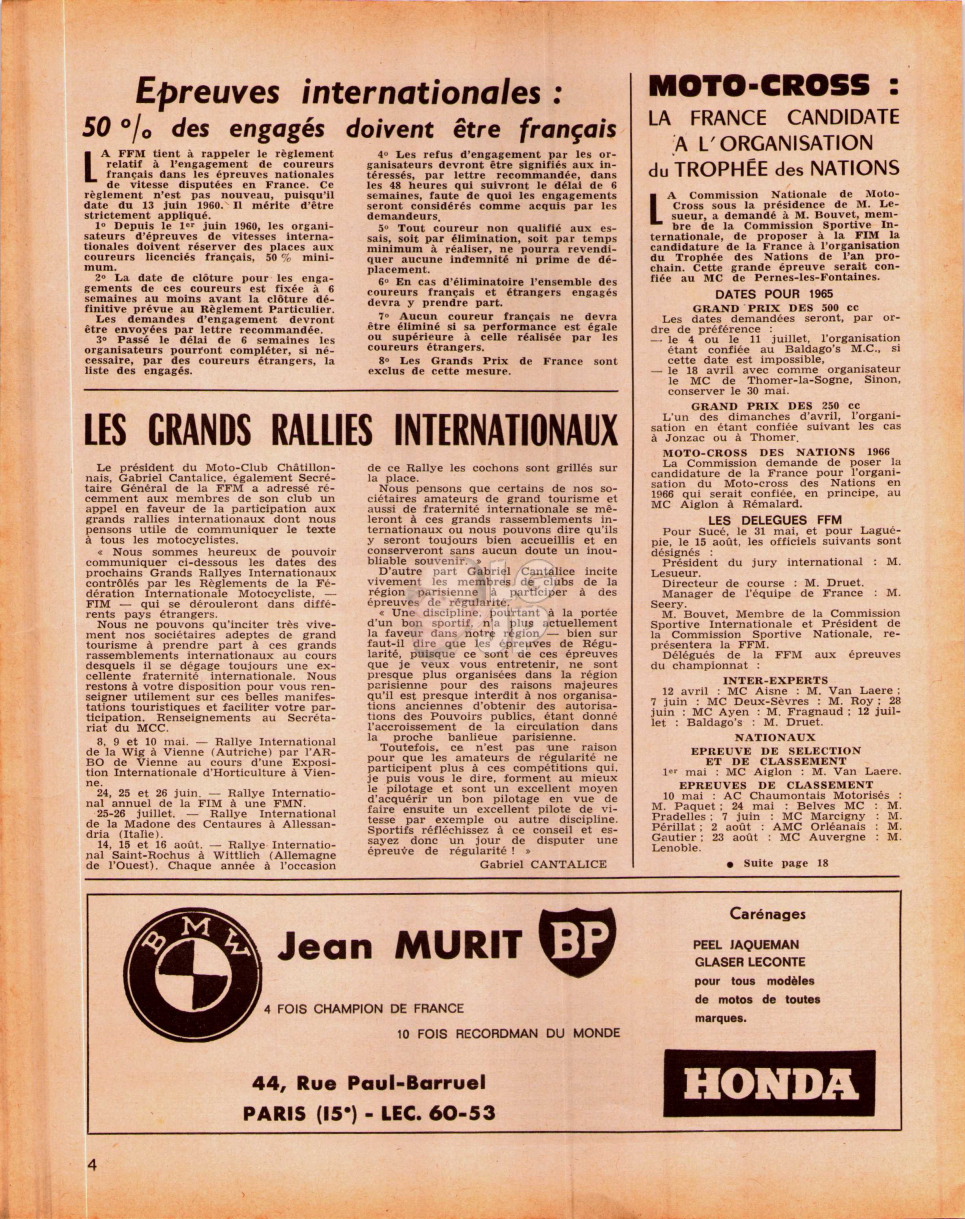 Epreuves internationales :
50 % des engagés doivent être français
LA FFM tient à rappeler le règlement
relatif à l'engagement de coureurs
français dans les épreuves nationales
de vitesse disputées en France. Ce
règlement n'est pas nouveau, puisqu'il
date du 13 juin 1960. Il mérite d'être
strictement appliqué.
1° Depuis le 1er juin 1960, les organi-
sateurs d'épreuves de vitesses interna-
tionales doivent réserver des places aux
coureurs licenciés français, 50 % mini-
mum.
2° La date de clôture pour les enga-
gements de ces coureurs est fixée à 6
semaines au moins avant la clôture dé-
finitive prévue au Règlement Particulier.
Les demandes d'engagement devront
être envoyées par lettre recommandée.
3° Passé le délai de 6 semaines les
organisateurs pourront compléter, si né-
cessaire, par des coureurs étrangers, la
liste des engagés.
4° Les refus d'engagement par les or-
ganisateurs devront être signifiés aux in-
téressés, par lettre recommandée, dans
les 48 heures qui suivront le délai de 6
semaines, faute de quoi les engagements
seront considérés comme acquis par les
demandeurs.
5° Tout coureur non qualifié aux es-
sais, soit par élimination, soit par temps
minimum à réaliser, ne pourra revendi-
quer aucune indemnité ni prime de dé-
placement.
6° En cas d'éliminatoire l'ensemble des
coureurs français et étrangers engagés
devra y prendre part.
7° Aucun coureur français ne devra
être éliminé si sa performance est égale
ou supérieure à celle réalisée par les
coureurs étrangers.
8° Les Grands Prix de France sont
exclus de cette mesure.
LES GRANDS RALLIES INTERNATIONAUX
Le président du Moto-Club Châtillon-
nais, Gabriel Cantalice, également Secré-
taire Général de la FFM a adressé ré-
cemment aux membres de son club un
appel en faveur de la participation aux
grands rallies internationaux dont nous
pensons utile de communiquer le texte
à tous les motocyclistes.
« Nous sommes heureux de pouvoir
communiquer ci-dessous les dates des
prochains Grands Rallyes Internationaux
contrôlés par les Règlements de la Fé-
dération Internationale Motocycliste, —
FIM — qui se dérouleront dans diffé-
rents pays étrangers.
Nous ne pouvons qu'inciter très vive-
ment nos sociétaires adeptes de grand
tourisme à prendre part à ces grands
rassemblements internationaux au cours
desquels il se dégage toujours une ex-
cellente fraternité internationale. Nous
restons à votre disposition pour vous ren-
seigner utilement sur ces belles manifes-
tations touristiques et faciliter votre par-
ticipation. Renseignements au Secréta-
riat du MCC.
8, 9 et 10 mai. — Rallye International
de la Wig à Vienne (Autriche) par l'AR-
BO de Vienne au cours d'une Exposi-
tion Internationale d'Horticulture à Vien-
ne.
24, 25 et 26 juin. — Rallye Internatio-
nal annuel de la FIM à une FMN.
25-26 juillet. — Rallye International
de la Madone des Centaures à Allessan-
dria (Italie).
14, 15 et 16 août. — Rallye Internatio-
nal Saint-Rochus à Wittlich (Allemagne
de l'Ouest). Chaque année à l'occasion
de ce Rallye les cochons sont grillés sur
la place.
Nous pensons que certains de nos so-
ciétaires amateurs de grand tourisme et
aussi de fraternité internationale se mê-
leront à ces grands rassemblements in-
ternationaux ou nous pouvons dire qu'ils
y seront toujours bien accueillis et en
conserveront sans aucun doute un inou-
bliable souvenir.
D'autre part Gabriel Cantalice incite
vivement les membres de clubs de la
région parisienne à participer à des
épreuves de régularité.
« Une discipline, pourtant à la portée
d'un bon sportif, n'a plus actuellement
la faveur dans notre région — bien sur
faut-il dire que les épreuves de Régu-
larité, puisque ce sont de ces épreuves
que je veux vous entretenir, ne sont
presque plus organisées dans la région
parisienne pour des raisons majeures
qu'il est presque interdit à nos organisa-
tions anciennes d'obtenir des autorisa-
tions des Pouvoirs publics, étant donné
l'accroissement de la circulation dans
la proche banlieue parisienne.
Toutefois, ce n'est pas une raison
pour que les amateurs de régularité ne
participent plus à ces compétitions qui,
je puis vous le dire, forment au mieux
le pilotage et sont un excellent moyen
d'acquérir un bon pilotage en vue de
faire ensuite un excellent pilote de vi-
tesse par exemple ou autre discipline.
Sportifs réfléchissez à ce conseil et es-
sayez donc un jour de disputer une
épreuve de régularité ! »
Gabriel CANTALICE
MOTO-CROSS :
LA FRANCE CANDIDATE
A L'ORGANISATION
du TROPHÉE des NATIONS
LA Commission Nationale de Moto-
Cross sous la présidence de M. Le-
sueur, a demandé à M. Bouvet, mem-
bre de la Commission Sportive In-
ternationale, de proposer à la FIM la
candidature de la France à l'organisation
du Trophée des Nations de l'an pro-
chain. Cette grande épreuve serait con-
fiée au MC de Pernes-les-Fontaines.
DATES POUR 1965
GRAND PRIX DES 500 cc
Les dates demandées seront, par or-
dre de préférence :
— le 4 ou le 11 juillet, l'organisation
étant confiée au Baldago's M.C., si
cette date est impossible,
— le 18 avril avec comme organisateur
le MC de Thomer-la-Sogne, Sinon,
conserver le 30 mai.
GRAND PRIX DES 250 cc
L'un des dimanches d'avril, l'organi-
sation en étant confiée suivant les cas
à Jonzac ou à Thomer.
MOTO-CROSS DES NATIONS 1966
La Commission demande de poser la
candidature de la France pour l'organi-
sation du Moto-cross des Nations en
1966 qui serait confiée, en principe, au
MC Aiglon à Rémalard.
LES DELEGUES FFM
Pour Sucé, le 31 mai, et pour Lagué-
pie, le 15 août, les officiels suivants sont
désignés :
Président du jury international : M.
Lesueur.
Directeur de course : M. Druet.
Manager de l'équipe de France : M.
Seery.
M. Bouvet, Membre de la Commission
Sportive Internationale et Président de
la Commission Sportive Nationale, re-
présentera la FFM.
Délégués de la FFM aux épreuves
du championnat :
INTER-EXPERTS
12 avril : MC Aisne : M. Van Laere ;
7 juin : MC Deux-Sèvres : M. Roy ; 28
juin : MC Ayen : M. Fragnaud ; 12 juil-
let : Baldago's : M. Druet.
NATIONAUX
EPREUVE DE SELECTION
ET DE CLASSEMENT
1er mai : MC Aiglon : M. Van Laere.
EPREUVES DE CLASSEMENT
10 mai : AC Chaumontais Motorisés :
M. Paquet ; 24 mai : Belves MC : M.
Pradelles ; 7 juin : MC Marcigny : M.
Périllat ; 2 août : AMC Orléanais : M.
Gautier ; 23 août : MC Auvergne : M.
Lenoble.
● Suite page 18
BMW
Jean MURIT BP
4 FOIS CHAMPION DE FRANCE
10 FOIS RECORDMAN DU MONDE
44, Rue Paul-Barruel
PARIS (15°) - LEC. 60-53
Carénages
PEEL JAQUEMAN
GLASER LECONTE
pour tous modèles
de motos de toutes
marques.
HONDA
4